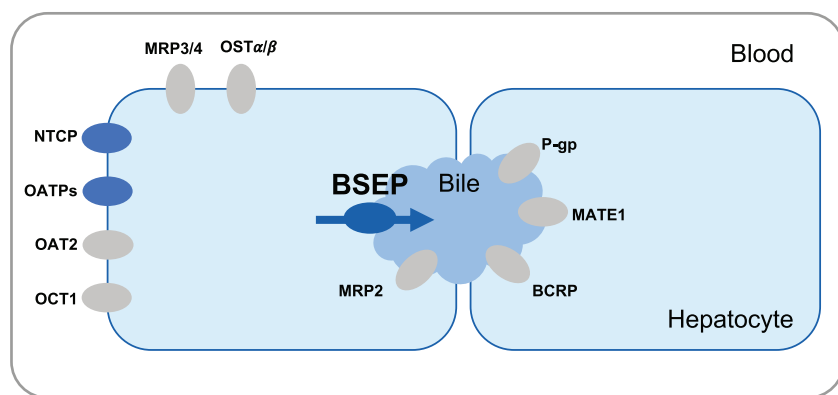 MRP3/4
OSTα/β
Blood
NTCP
P-gp
BSEP
Bile
OATPs
MATE1
OAT2
MRP2
BCRP
OCT1
Hepatocyte